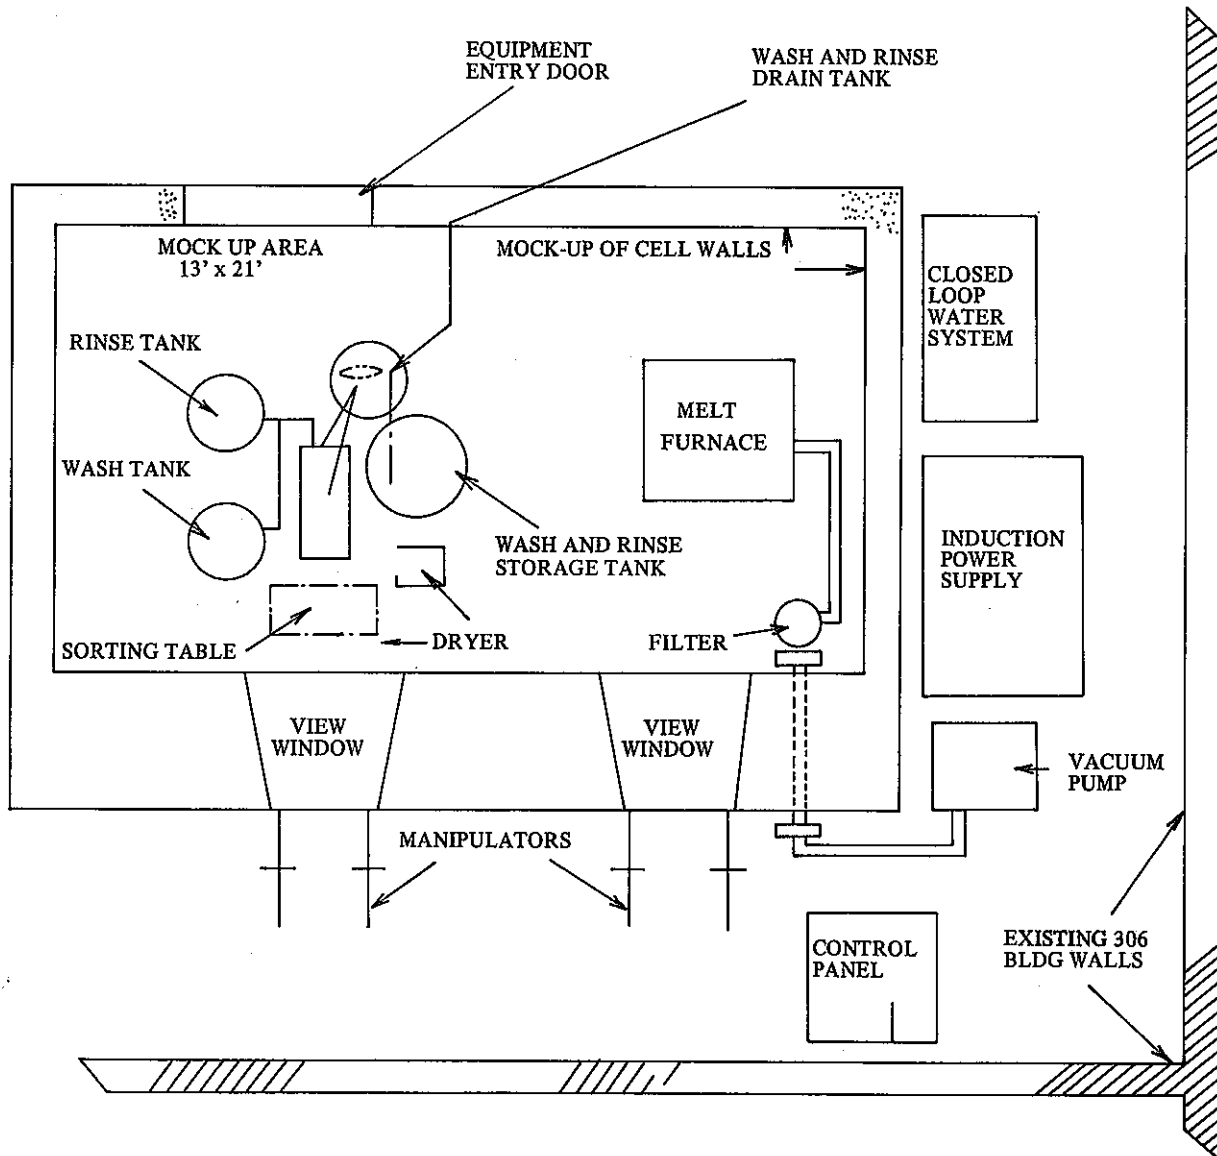 EQUIPMENT
ENTRY DOOR
WASH AND RINSE
DRAIN TANK
MOCK UP AREA
13' x 21'
MOCK-UP OF CELL WALLS
CLOSED
LOOP
WATER
SYSTEM
RINSE TANK
MELT
FURNACE
WASH TANK
WASH AND RINSE
STORAGE TANK
INDUCTION
POWER
SUPPLY
SORTING TABLE
DRYER
FILTER
VIEW
WINDOW
VIEW
WINDOW
VACUUM
PUMP
MANIPULATORS
CONTROL
PANEL
EXISTING 306
BLDG WALLS